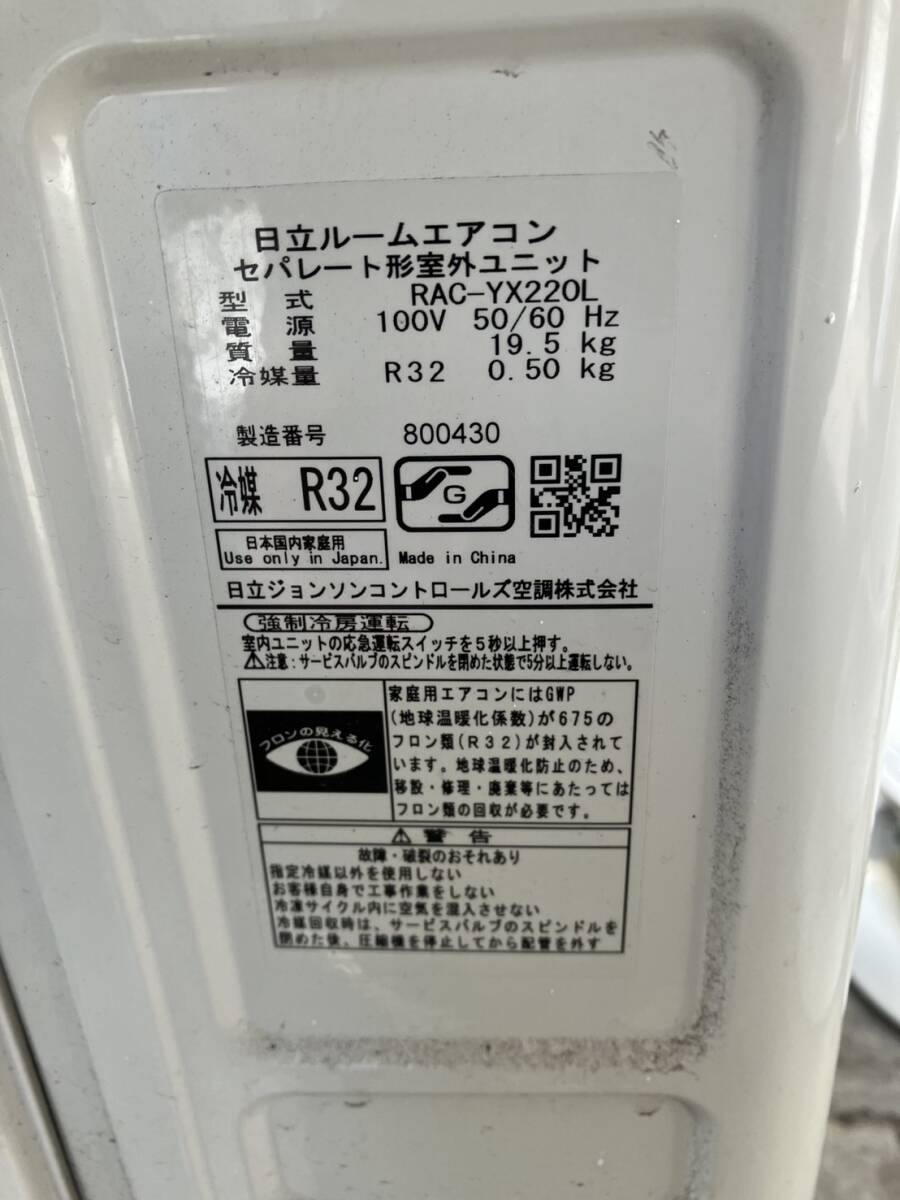 日立ルームエアコン
セパレート形室外ユニット
型式 RAC-YX220L
電源 100V 50/60 Hz
質量 19.5 kg
冷媒量 R32 0.50 kg
製造番号 800430
冷媒 R32
G
日本国内家庭用
Use only in Japan.
Made in China
日立ジョンソンコントロールズ空調株式会社
強制冷房運転
室内ユニットの応急運転スイッチを5秒以上押す。
⚠注意:サービスバルブのスピンドルを閉めた状態で5分以上運転しない。
フロンの見える化
家庭用エアコンにはGWP
(地球温暖化係数)が675の
フロン類(R32)が封入されて
います。地球温暖化防止のため、
移設・修理・廃棄等にあたっては
フロン類の回収が必要です。
⚠警告
故障・破裂のおそれあり
指定冷媒以外を使用しない
お客様自身で工事作業をしない
冷凍サイクル内に空気を混入させない
冷媒回収時は、サービスバルブのスピンドルを
閉めた後、圧縮機を停止してから配管を外す